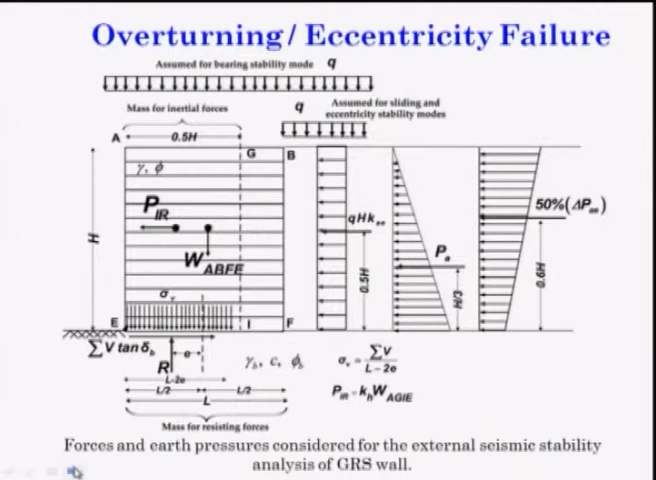 Overturning / Eccentricity Failure
Assumed for bearing stability mode q
Mass for inertial forces
q
Assumed for sliding and
eccentricity stability modes
A
0.5H
G
B
γ, ϕ
P_IR
W_ABFE
H
σ_v
E
I
F
qHk_ae
0.5H
P_a
H/3
50%(ΔP_ae)
0.6H
∑V tan δ_b
R
e
γ_b, c, ϕ_b
L-2e
L/2
L/2
L
σ_v = ∑V / L-2e
P_IR = k_h W_AGIE
Mass for resisting forces
Forces and earth pressures considered for the external seismic stability
analysis of GRS wall.